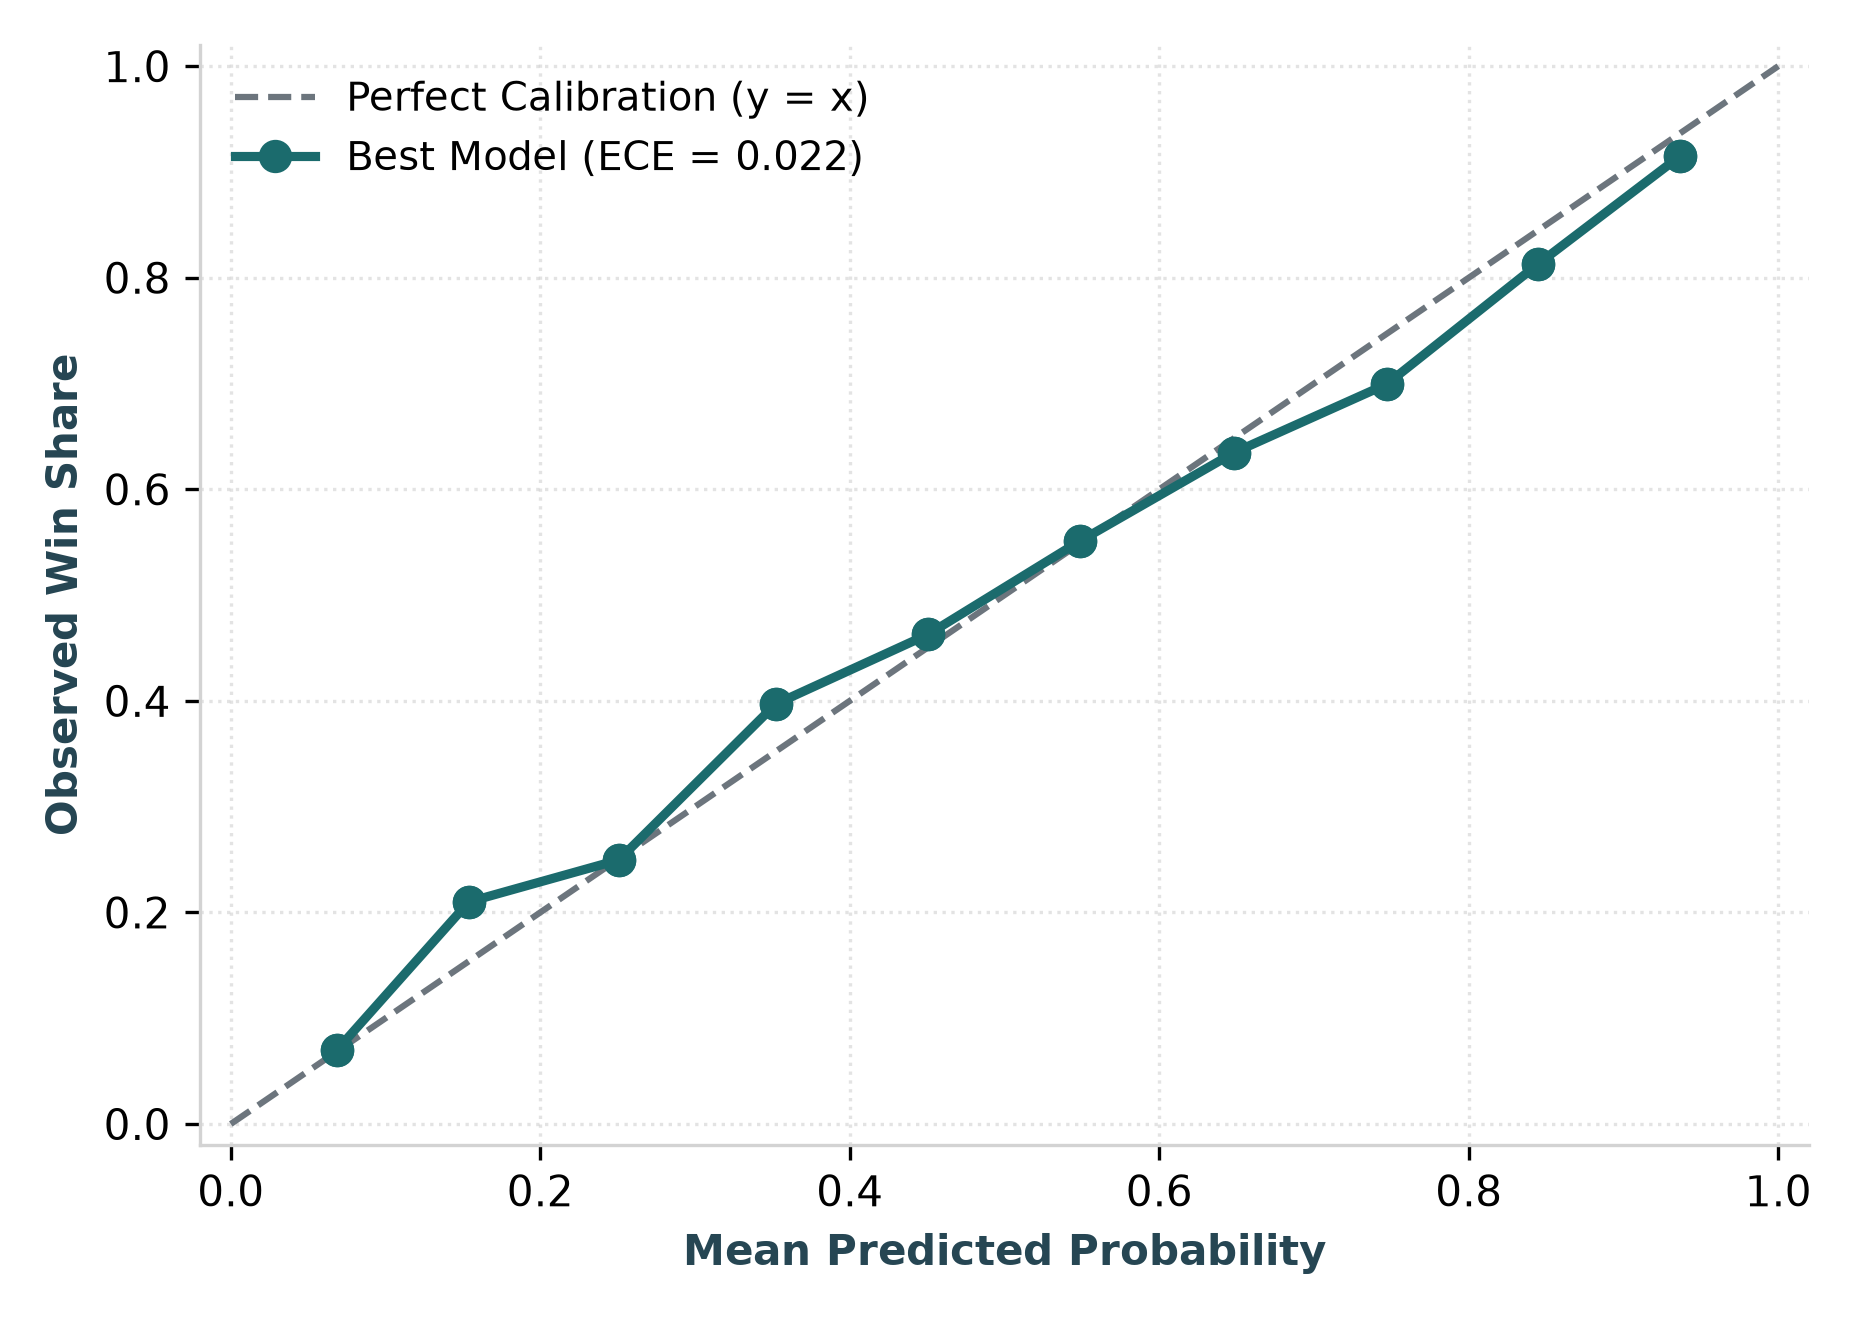 1.0
Perfect Calibration (y = x)
Best Model (ECE = 0.022)
0.8
0.6
0.4
0.2
0.0
Observed Win Share
0.0 0.2 0.4 0.6 0.8 1.0
Mean Predicted Probability